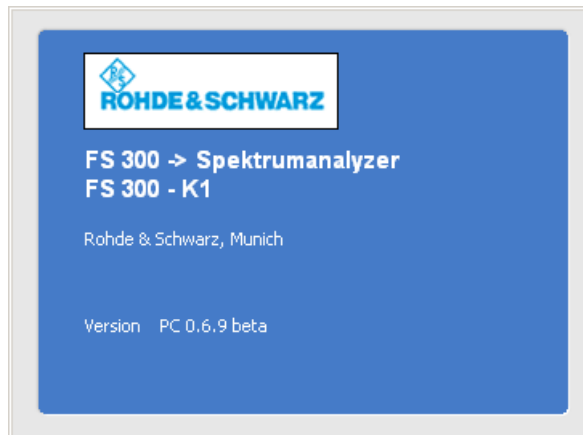 R&S
ROHDE&SCHWARZ
FS 300 -> Spektrumanalyzer
FS 300 - K1
Rohde & Schwarz, Munich
Version PC 0.6.9 beta